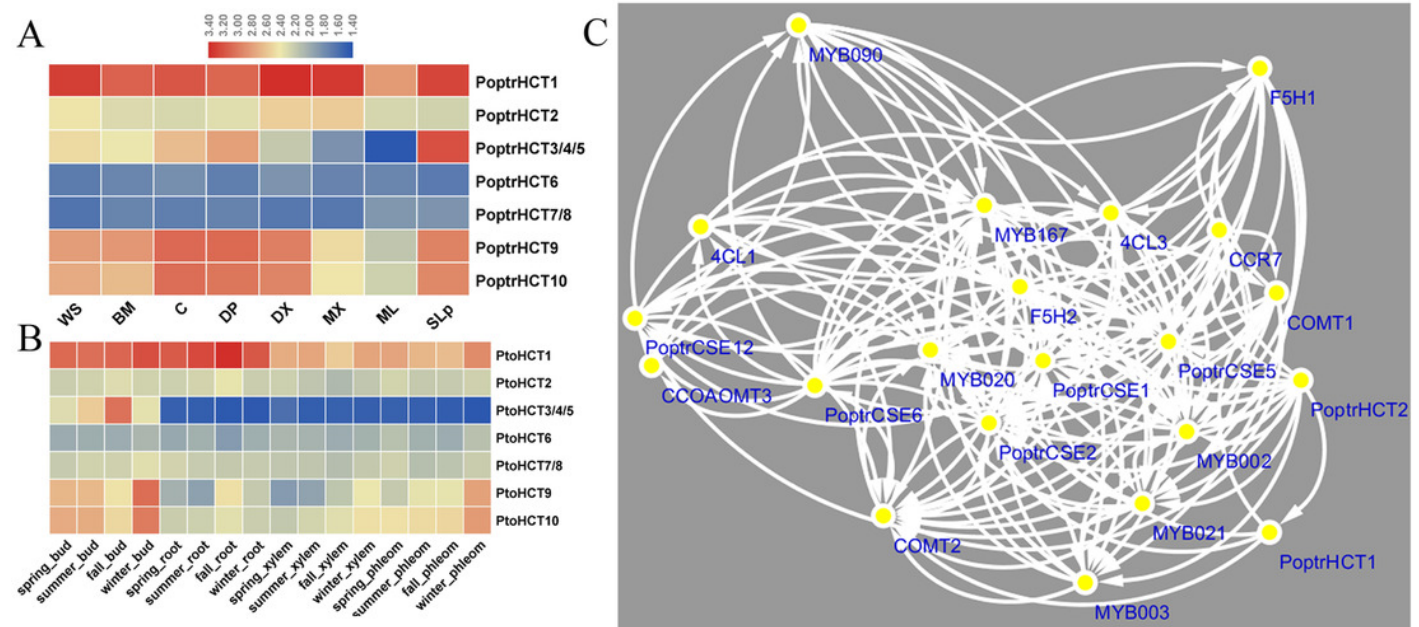 A
3.40 3.20 2.80 2.60 2.40 2.20 2.00 1.80 1.60 1.40
PoptrHCT1
PoptrHCT2
PoptrHCT3/4/5
PoptrHCT6
PoptrHCT7/8
PoptrHCT9
PoptrHCT10
WS BM C DP DX MX ML SLp
B
PtoHCT1
PtoHCT2
PtoHCT3/4/5
PtoHCT6
PtoHCT7/8
PtoHCT9
PtoHCT10
spring_bud
summer_bud
fall_bud
winter_bud
spring_root
summer_root
fall_root
winter_root
spring_xylem
summer_xylem
fall_xylem
winter_xylem
spring_phleom
summer_phleom
fall_phleom
winter_phleom
C
MYB090
F5H1
MYB167
4CL3
4CL1
CCR7
F5H2
COMT1
PoptrCSE12
PoptrCSE5
CCOAOMT3
MYB020
PoptrCSE1
PoptrCSE6
PoptrHCT2
PoptrCSE2
MYB002
MYB021
COMT2
PoptrHCT1
MYB003